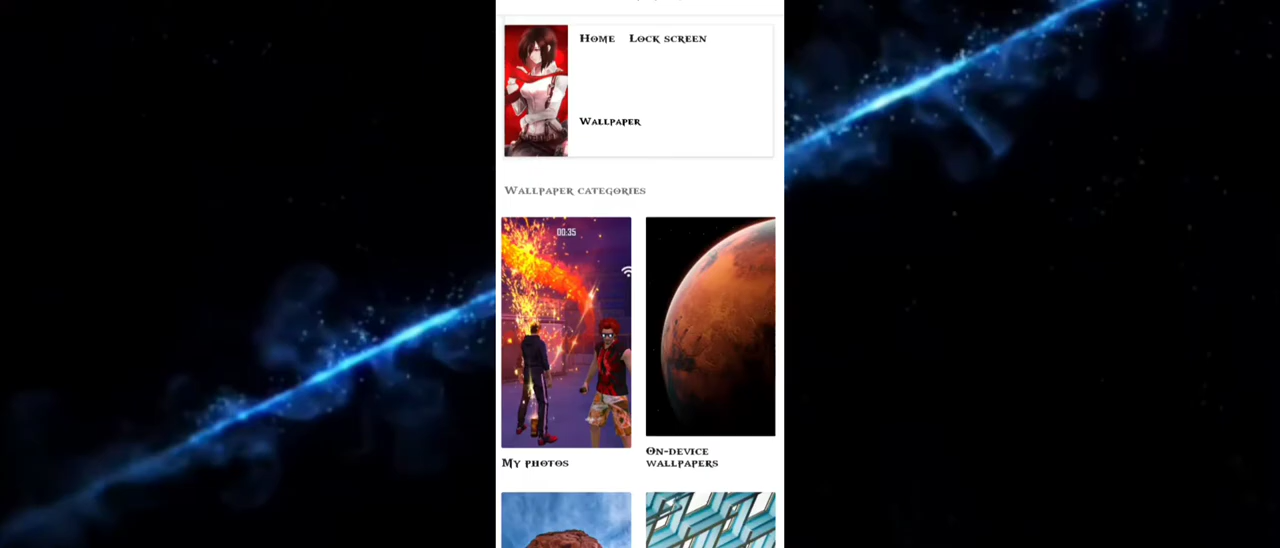 Home Lock screen
Wallpaper
Wallpaper categories
00:35
My photos
On-device
wallpapers